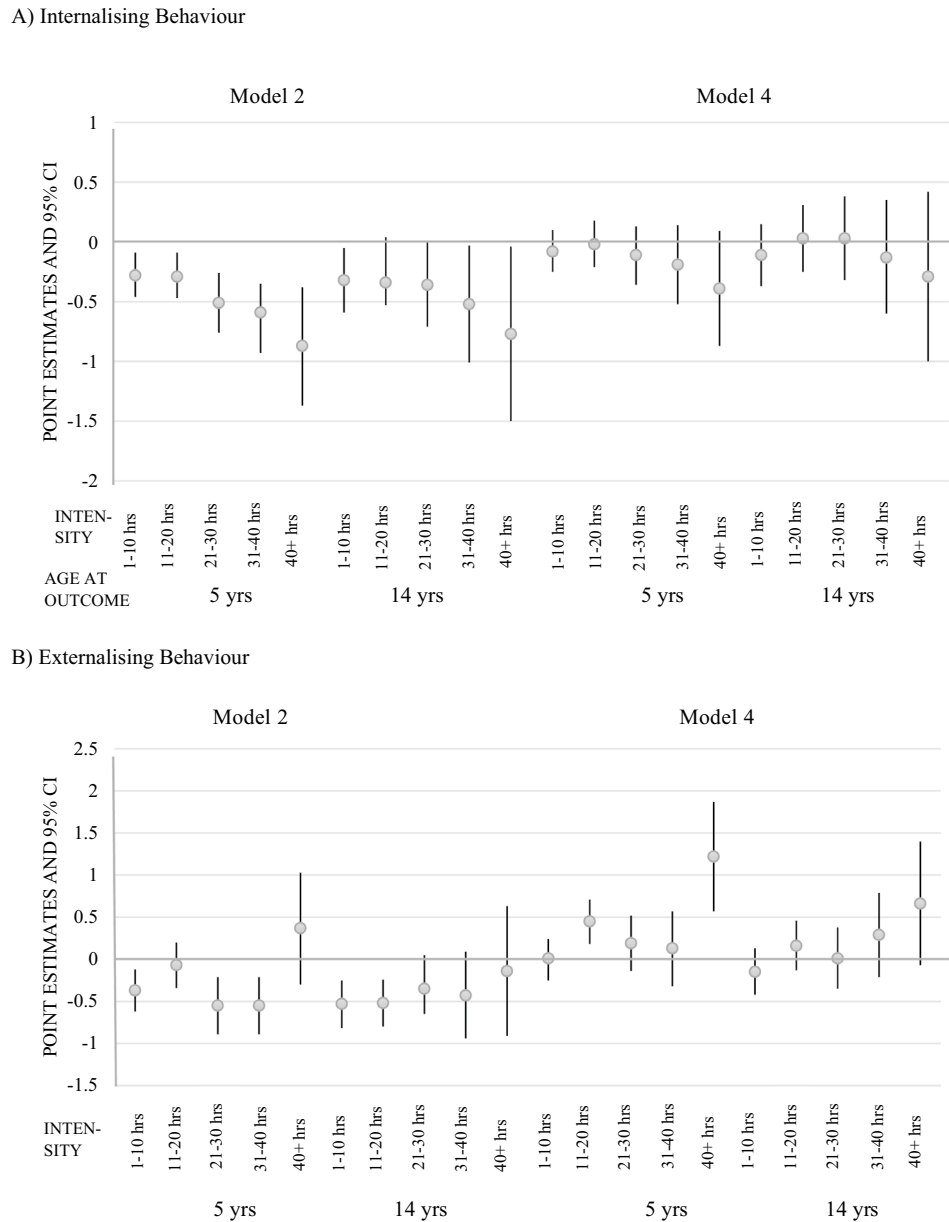 A) Internalising Behaviour
Model 2 Model 4
POINT ESTIMATES AND 95% CI
1
0.5
0
-0.5
-1
-1.5
-2
INTEN-
SITY
1-10 hrs 11-20 hrs 21-30 hrs 31-40 hrs 40+ hrs 1-10 hrs 11-20 hrs 21-30 hrs 31-40 hrs 40+ hrs 1-10 hrs 11-20 hrs 21-30 hrs 31-40 hrs 40+ hrs 1-10 hrs 11-20 hrs 21-30 hrs 31-40 hrs 40+ hrs
AGE AT
OUTCOME
5 yrs 14 yrs 5 yrs 14 yrs
B) Externalising Behaviour
Model 2 Model 4
POINT ESTIMATES AND 95% CI
2.5
2
1.5
1
0.5
0
-0.5
-1
-1.5
INTEN-
SITY
1-10 hrs 11-20 hrs 21-30 hrs 31-40 hrs 40+ hrs 1-10 hrs 11-20 hrs 21-30 hrs 31-40 hrs 40+ hrs 1-10 hrs 11-20 hrs 21-30 hrs 31-40 hrs 40+ hrs 1-10 hrs 11-20 hrs 21-30 hrs 31-40 hrs 40+ hrs
5 yrs 14 yrs 5 yrs 14 yrs